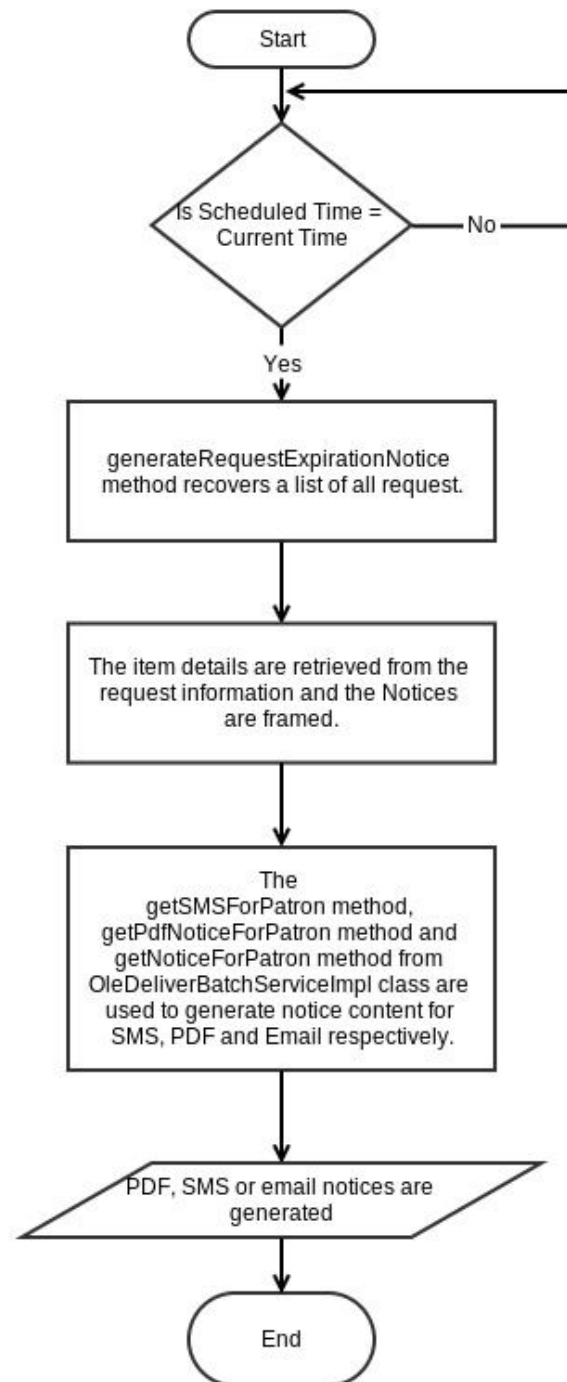 Start
Is Scheduled Time =
Current Time
No
Yes
generateRequestExpirationNotice
method recovers a list of all request.
The item details are retrieved from the
request information and the Notices
are framed.
The
getSMSForPatron method,
getPdfNoticeForPatron method and
getNoticeForPatron method from
OleDeliverBatchServiceImpl class are
used to generate notice content for
SMS, PDF and Email respectively.
PDF, SMS or email notices are
generated
End